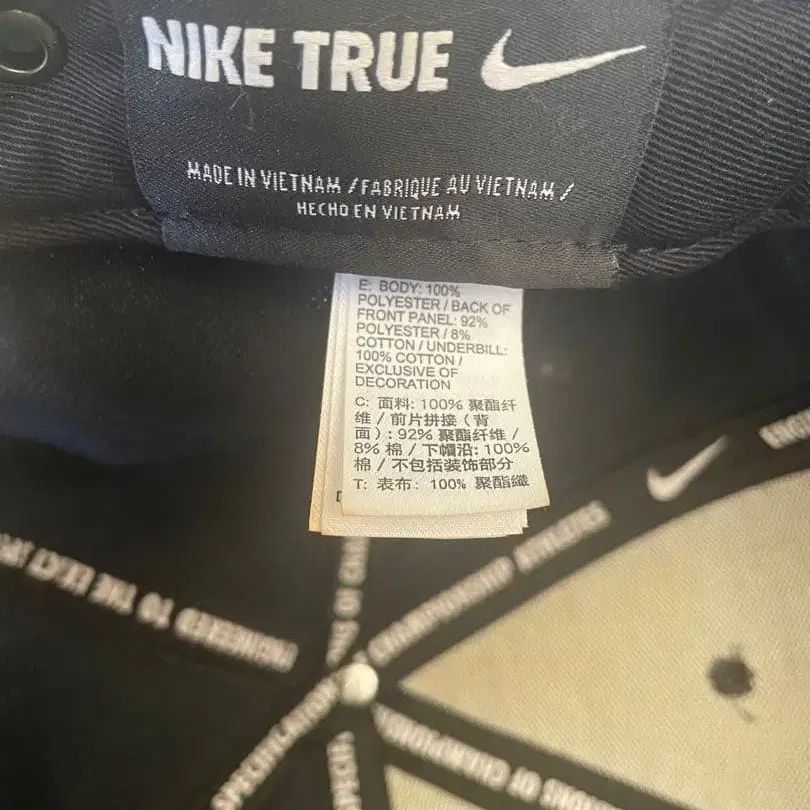 NIKE TRUE
MADE IN VIETNAM / FABRIQUE AU VIETNAM /
HECHO EN VIETNAM
E: BODY: 100%
POLYESTER / BACK OF
FRONT PANEL: 92%
POLYESTER / 8%
COTTON / UNDERBILL:
100% COTTON /
EXCLUSIVE OF
DECORATION
C: 面料: 100% 聚酯纤
维 / 前片拼接（背
面）: 92% 聚酯纤维 /
8% 棉 / 下帽沿: 100%
棉 / 不包括装饰部分
T: 表布: 100% 聚酯纖
CHAMPIONSHIP ATHLETES
ENGINEERED TO THE EXACT
SPECIFICATIONS
OF CHAMPIONS